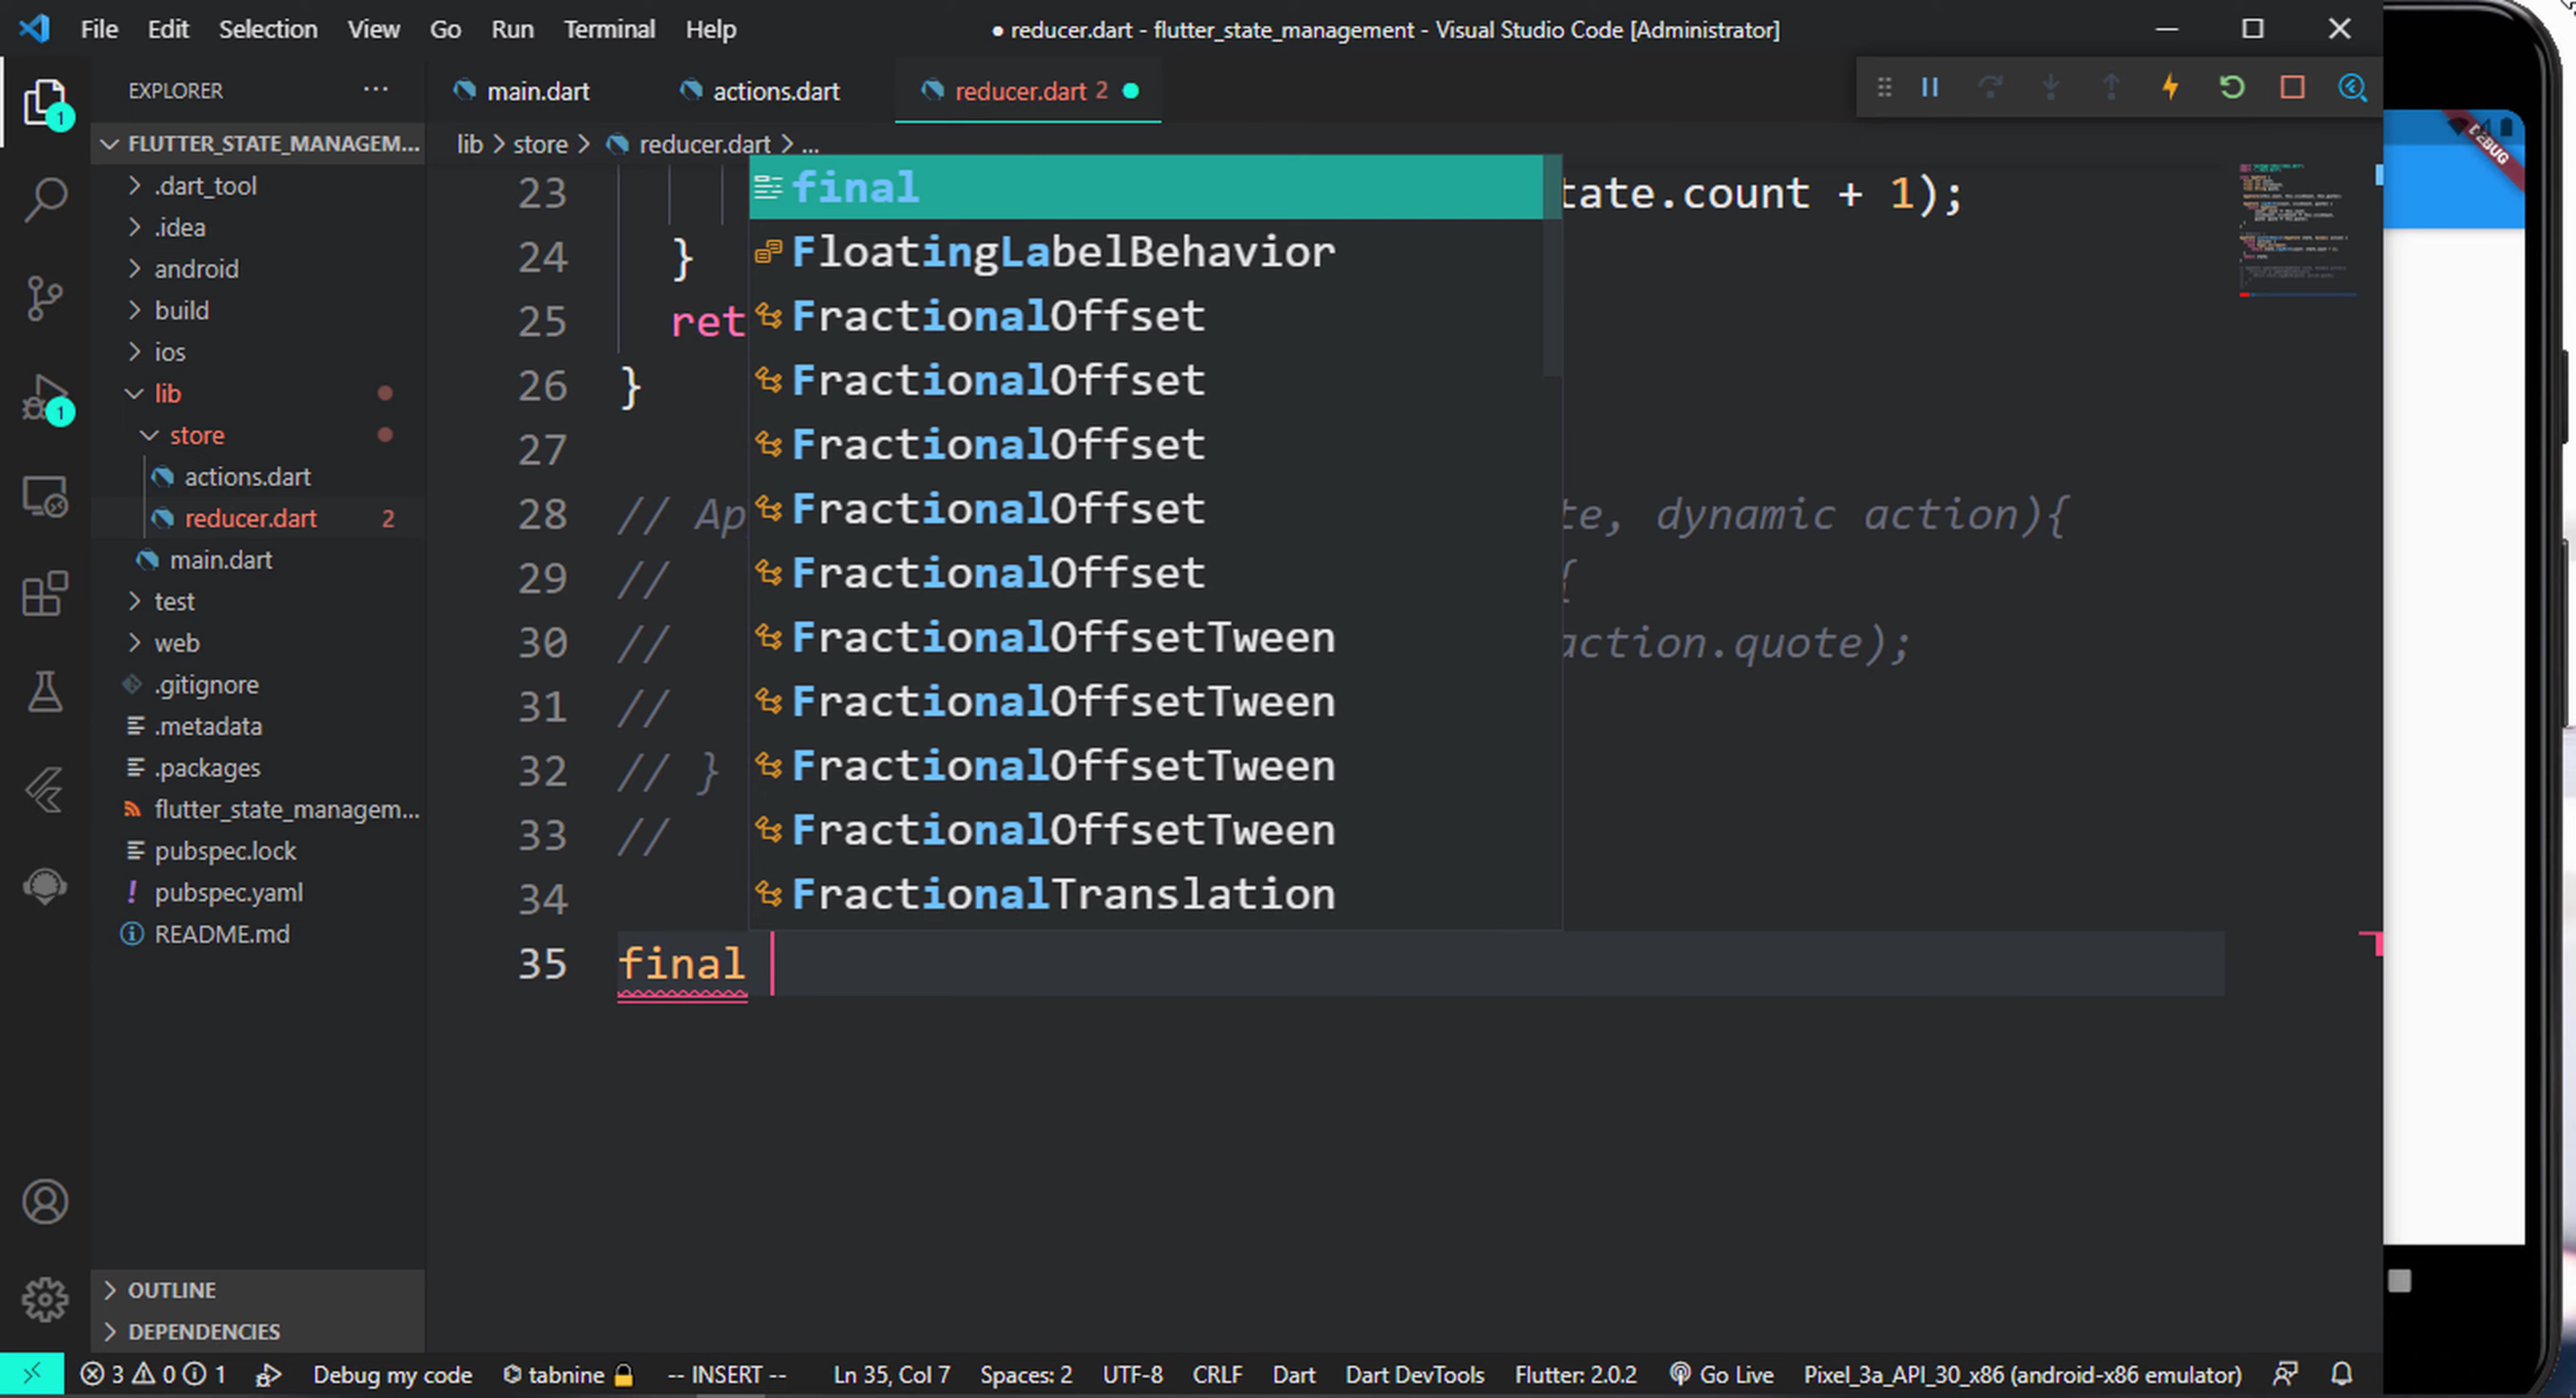 File Edit Selection View Go Run Terminal Help
● reducer.dart - flutter_state_management - Visual Studio Code [Administrator]
EXPLORER ...
main.dart
actions.dart
reducer.dart 2
DEBUG
FLUTTER_STATE_MANAGEM...
lib > store > reducer.dart > ...
.dart_tool
.idea
android
build
ios
lib
store
actions.dart
reducer.dart 2
main.dart
test
web
.gitignore
.metadata
.packages
flutter_state_managem...
pubspec.lock
pubspec.yaml
README.md
OUTLINE
DEPENDENCIES
1
1
23 tate.count + 1);
24 }
25 ret
26 }
27
28 // Ap te, dynamic action){
29 // {
30 // action.quote);
31 //
32 // }
33 //
34
35 final
final
FloatingLabelBehavior
FractionalOffset
FractionalOffset
FractionalOffset
FractionalOffset
FractionalOffset
FractionalOffsetTween
FractionalOffsetTween
FractionalOffsetTween
FractionalOffsetTween
FractionalTranslation
3 0 1 Debug my code tabnine -- INSERT -- Ln 35, Col 7 Spaces: 2 UTF-8 CRLF Dart Dart DevTools Flutter: 2.0.2 Go Live Pixel_3a_API_30_x86 (android-x86 emulator)